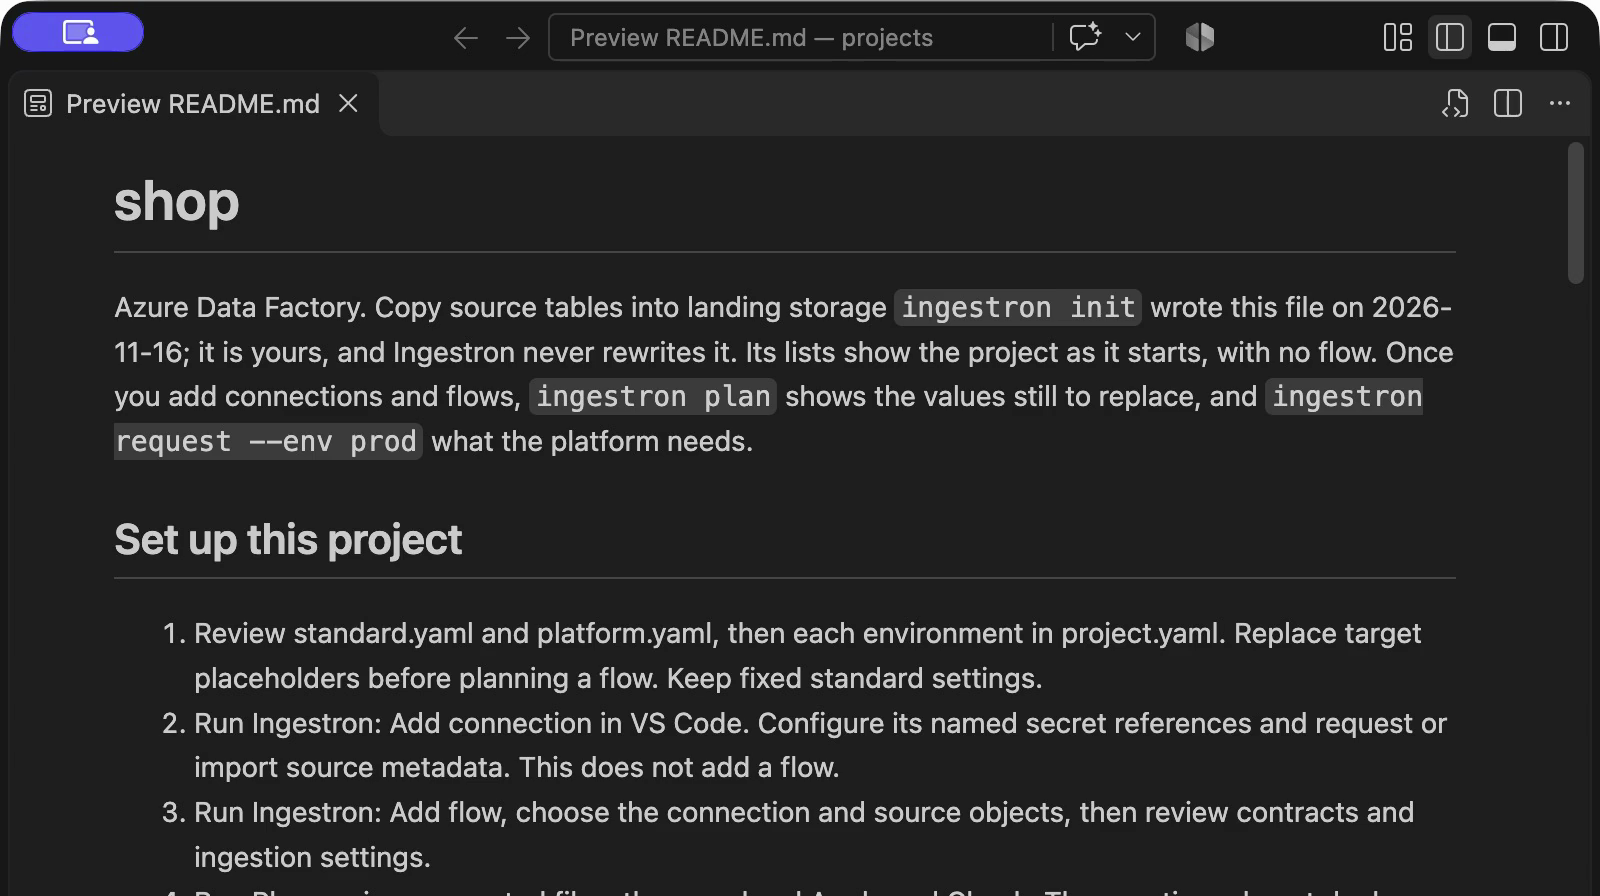 Preview README.md — projects
Preview README.md
shop
Azure Data Factory. Copy source tables into landing storage ingestron init wrote this file on 2026-
11-16; it is yours, and Ingestron never rewrites it. Its lists show the project as it starts, with no flow. Once
you add connections and flows, ingestron plan shows the values still to replace, and ingestron
request --env prod what the platform needs.
Set up this project
1. Review standard.yaml and platform.yaml, then each environment in project.yaml. Replace target
placeholders before planning a flow. Keep fixed standard settings.
2. Run Ingestron: Add connection in VS Code. Configure its named secret references and request or
import source metadata. This does not add a flow.
3. Run Ingestron: Add flow, choose the connection and source objects, then review contracts and
ingestion settings.